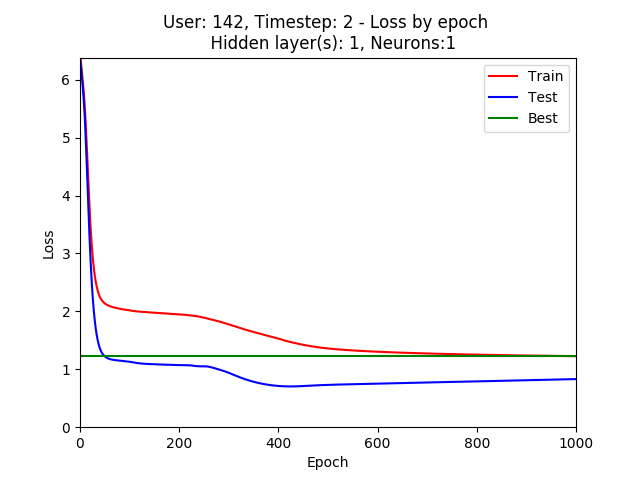 User: 142, Timestep: 2 - Loss by epoch
Hidden layer(s): 1, Neurons:1
Train
Test
Best
6
5
4
3
2
1
0
Loss
0 200 400 600 800 1000
Epoch